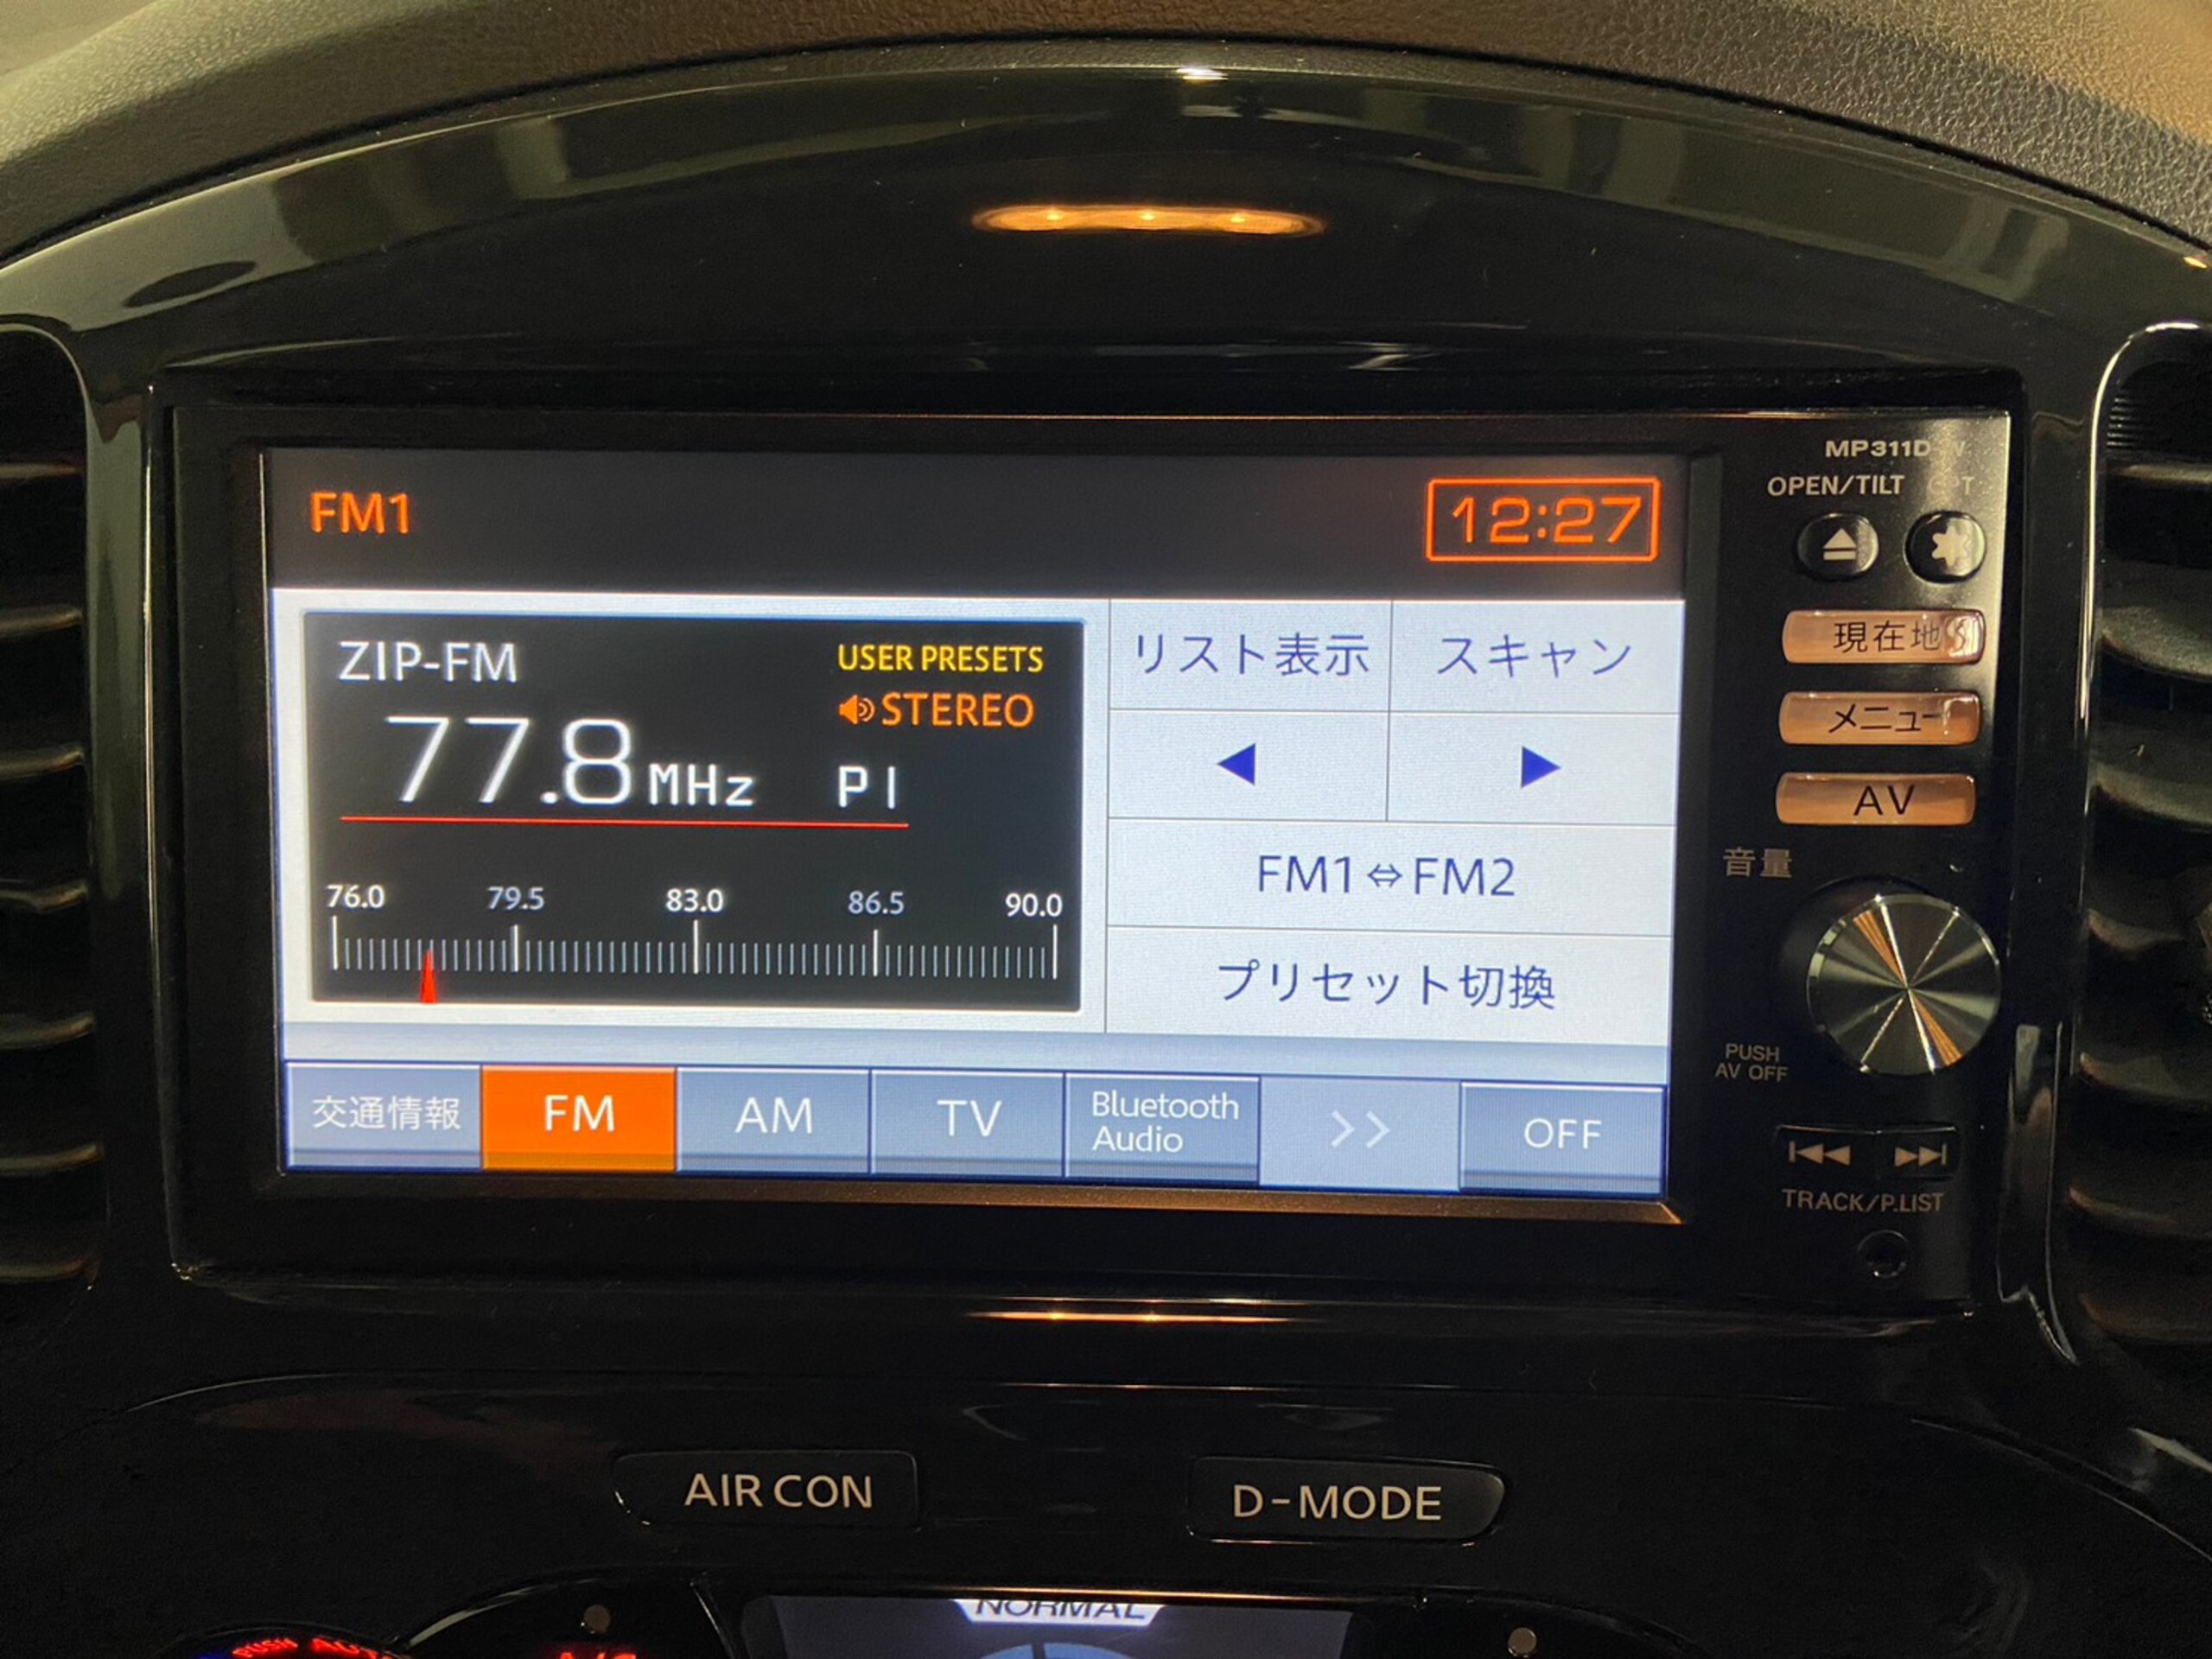 MP311D-W
OPEN/TILT OPT
FM1
12:27
ZIP-FM
USER PRESETS
STEREO
77.8 MHz P1
76.0 79.5 83.0 86.5 90.0
リスト表示
スキャン
FM1⇔FM2
プリセット切換
交通情報
FM
AM
TV
Bluetooth
Audio
>>
OFF
現在地
メニュー
AV
音量
PUSH
AV OFF
TRACK/P.LIST
AIR CON
D-MODE
NORMAL
PUSH